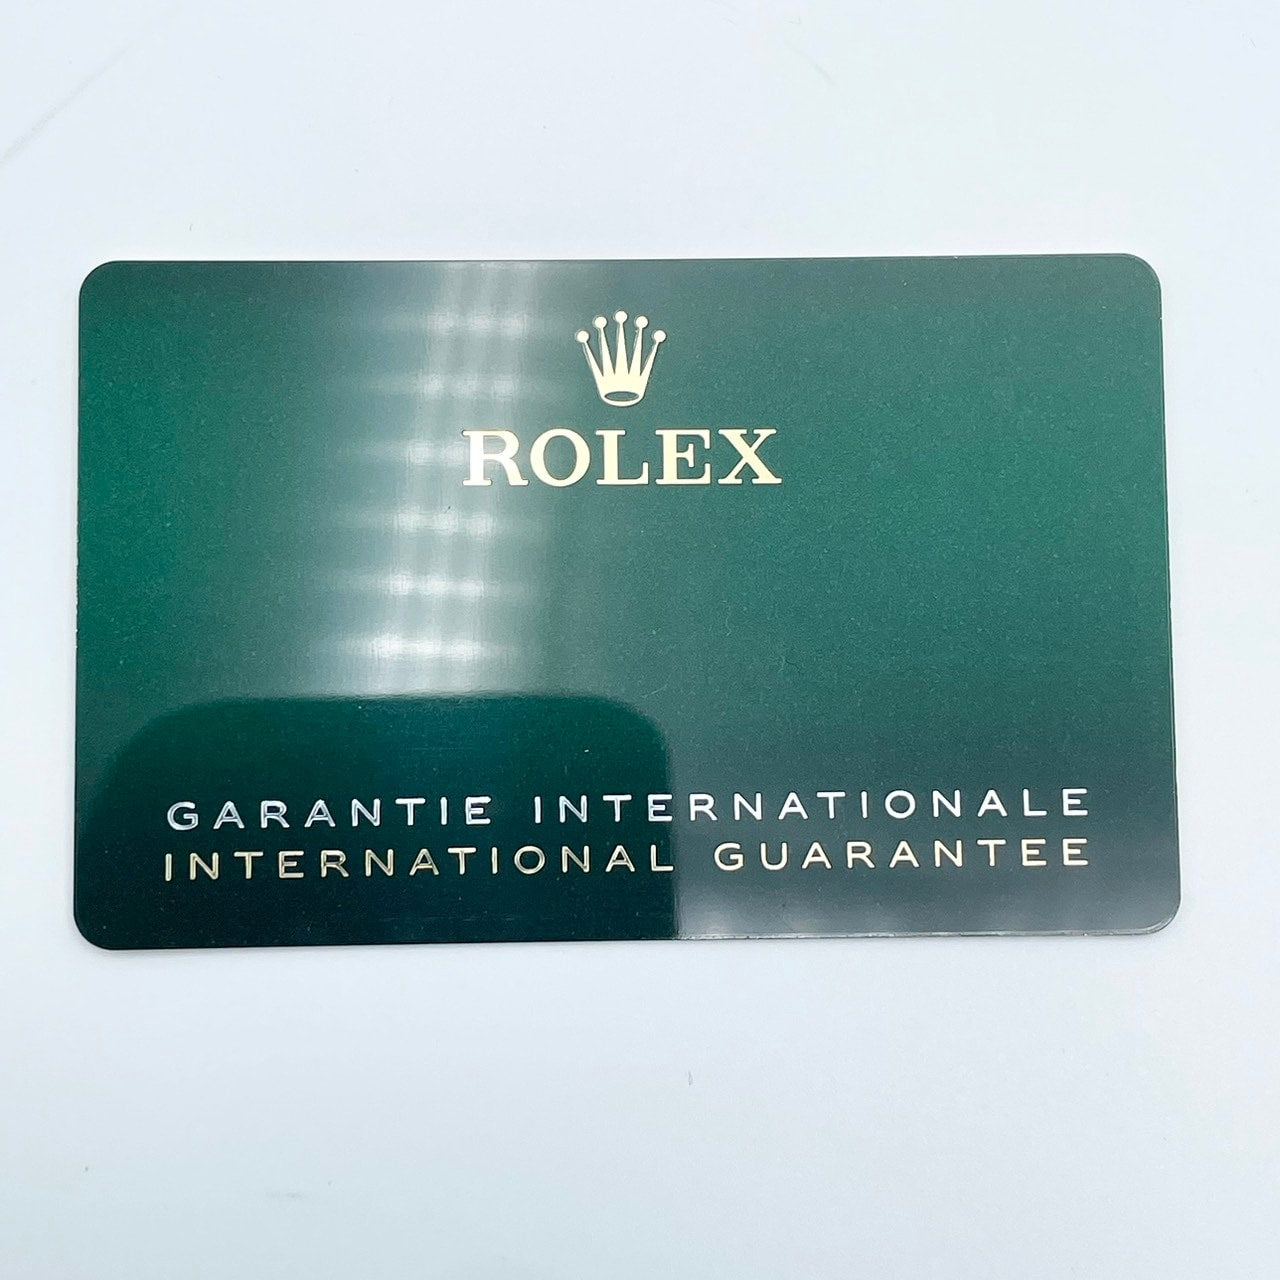 ROLEX
GARANTIE INTERNATIONALE
INTERNATIONAL GUARANTEE